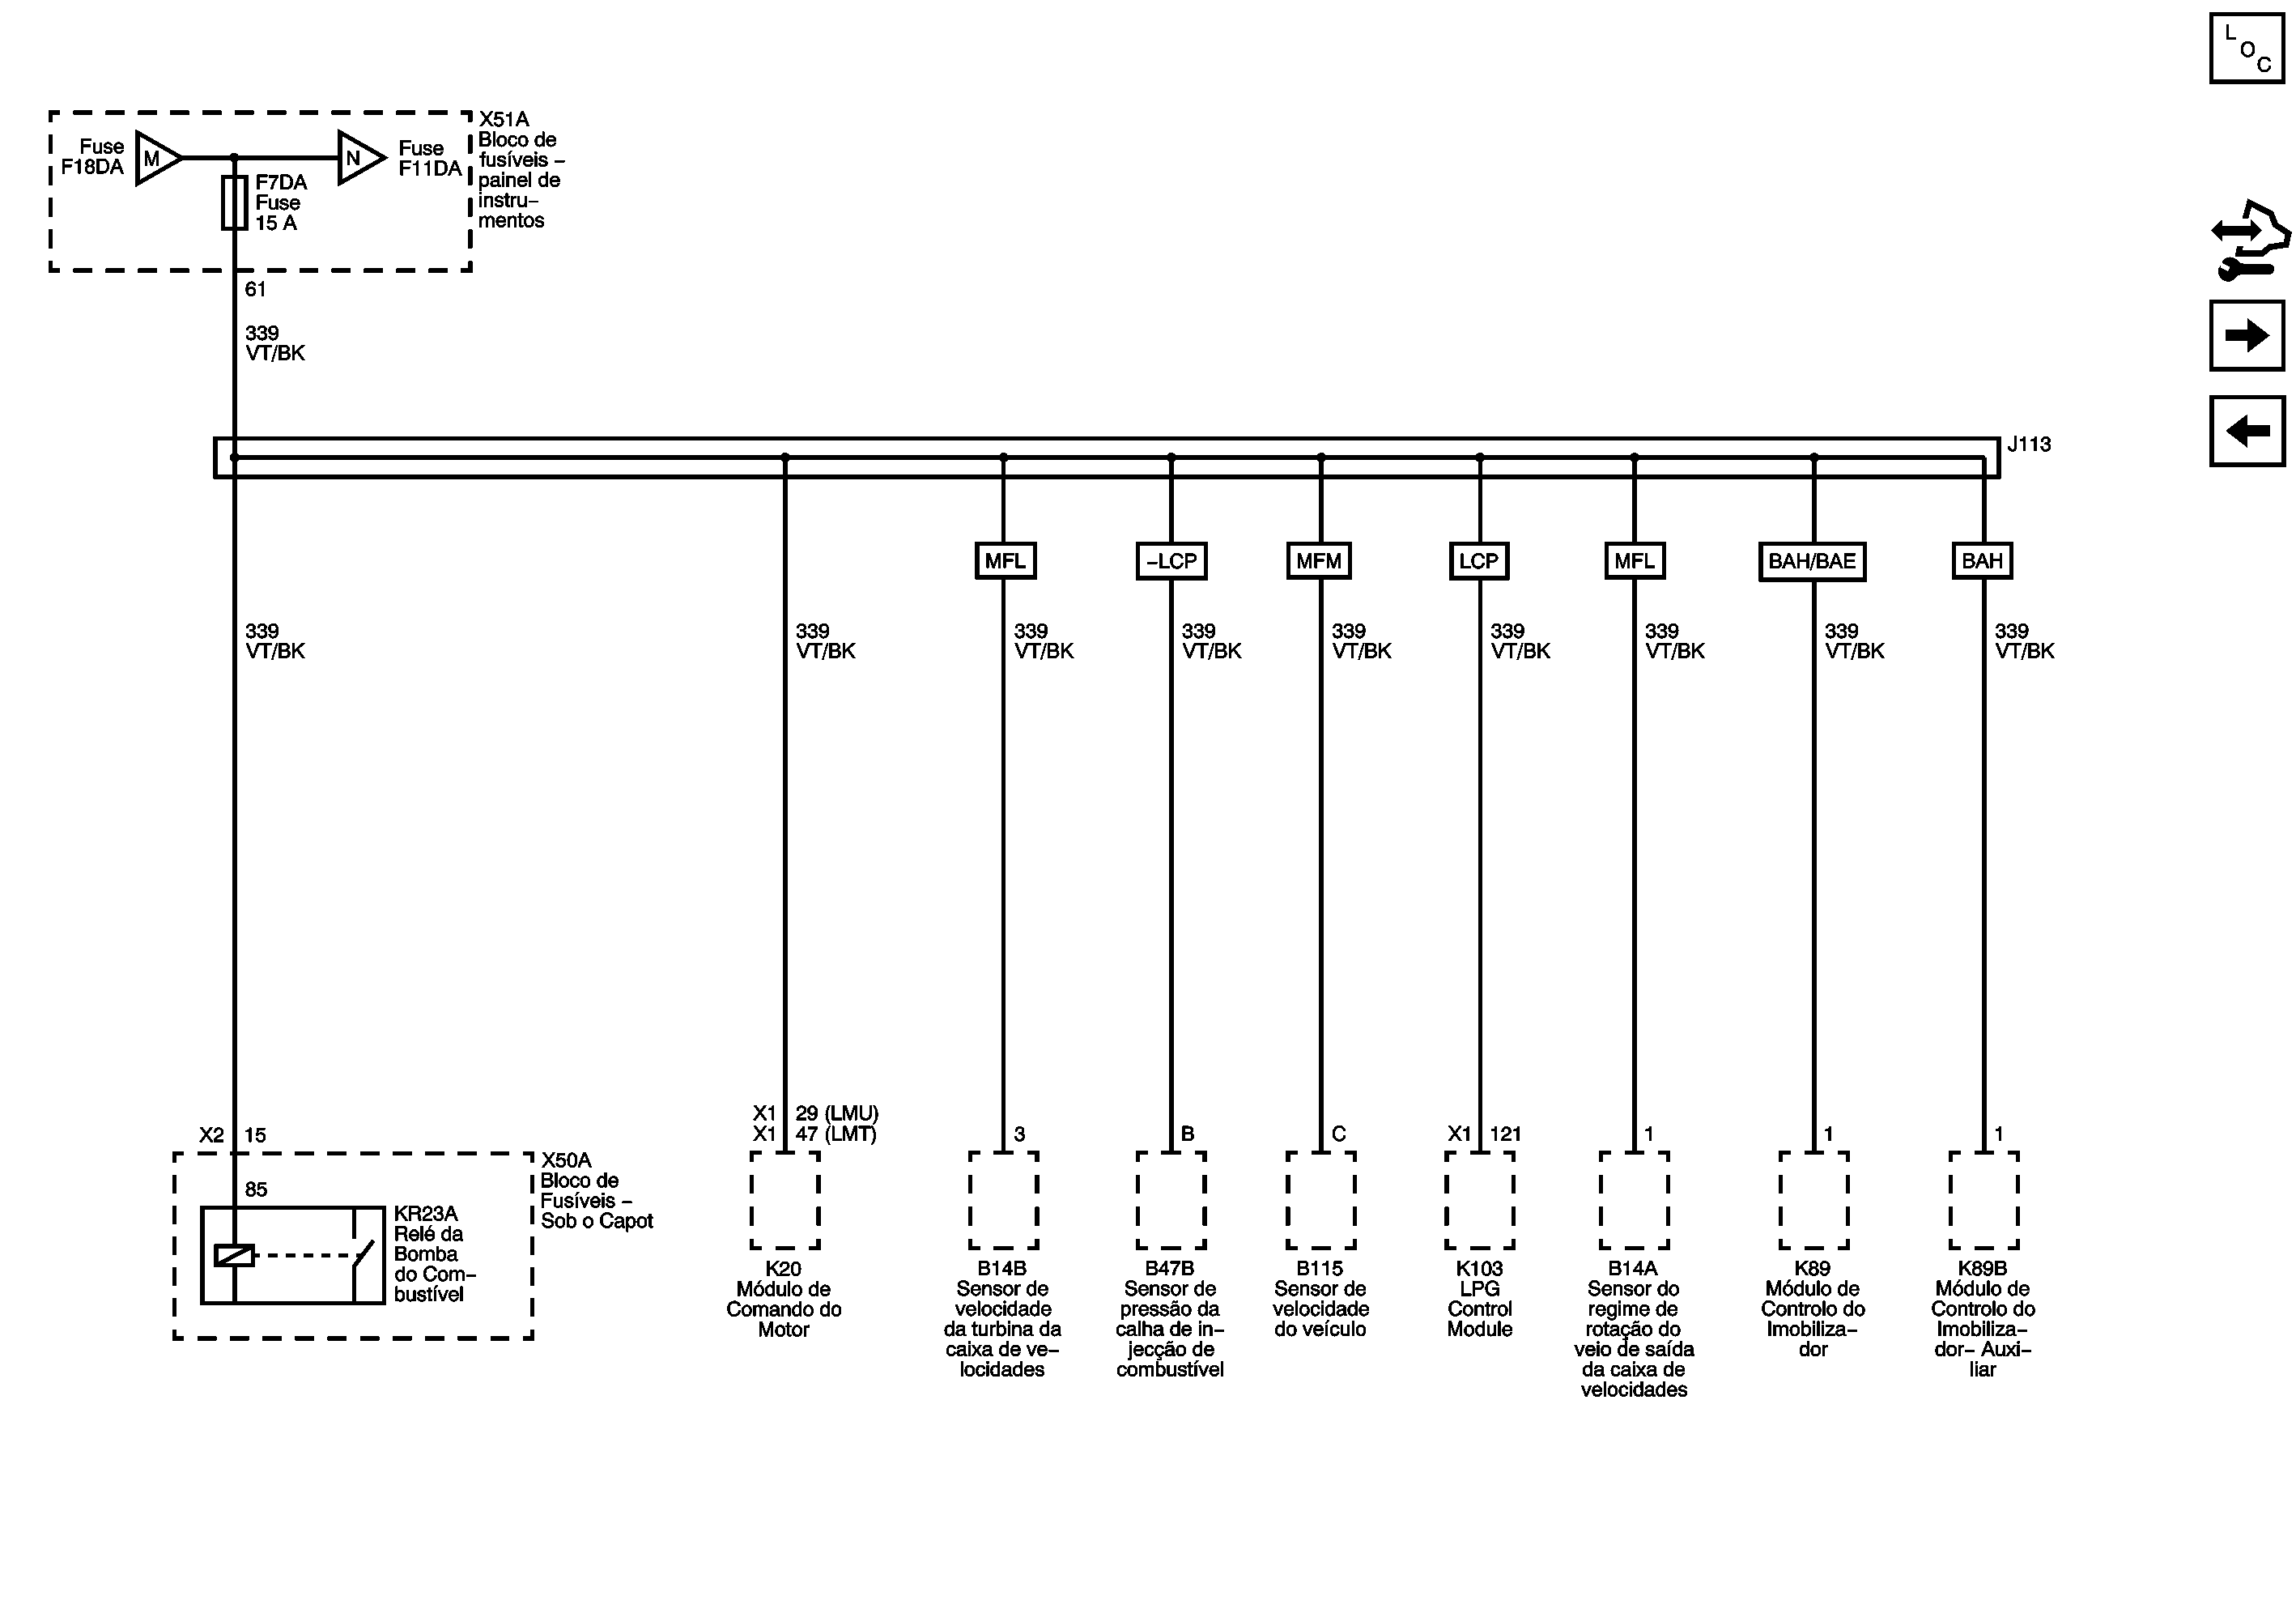 L
O
C
Fuse
F18DA
M
N
Fuse
F11DA
F7DA
Fuse
15 A
X51A
Bloco de
fusíveis –
painel de
instru–
mentos
61
339
VT/BK
J113
MFL
–LCP
MFM
LCP
MFL
BAH/BAE
BAH
339
VT/BK
339
VT/BK
339
VT/BK
339
VT/BK
339
VT/BK
339
VT/BK
339
VT/BK
339
VT/BK
339
VT/BK
X2 15
X1 29 (LMU)
X1 47 (LMT)
3
B
C
X1 121
1
1
1
85
KR23A
Relé da
Bomba
do Com–
bustível
X50A
Bloco de
Fusíveis –
Sob o Capot
K20
Módulo de
Comando do
Motor
B14B
Sensor de
velocidade
da turbina da
caixa de ve–
locidades
B47B
Sensor de
pressão da
calha de in–
jecção de
combustível
B115
Sensor de
velocidade
do veículo
K103
LPG
Control
Module
B14A
Sensor do
regime de
rotação do
veio de saída
da caixa de
velocidades
K89
Módulo de
Controlo do
Imobiliza–
dor
K89B
Módulo de
Controlo do
Imobiliza–
dor– Auxi–
liar